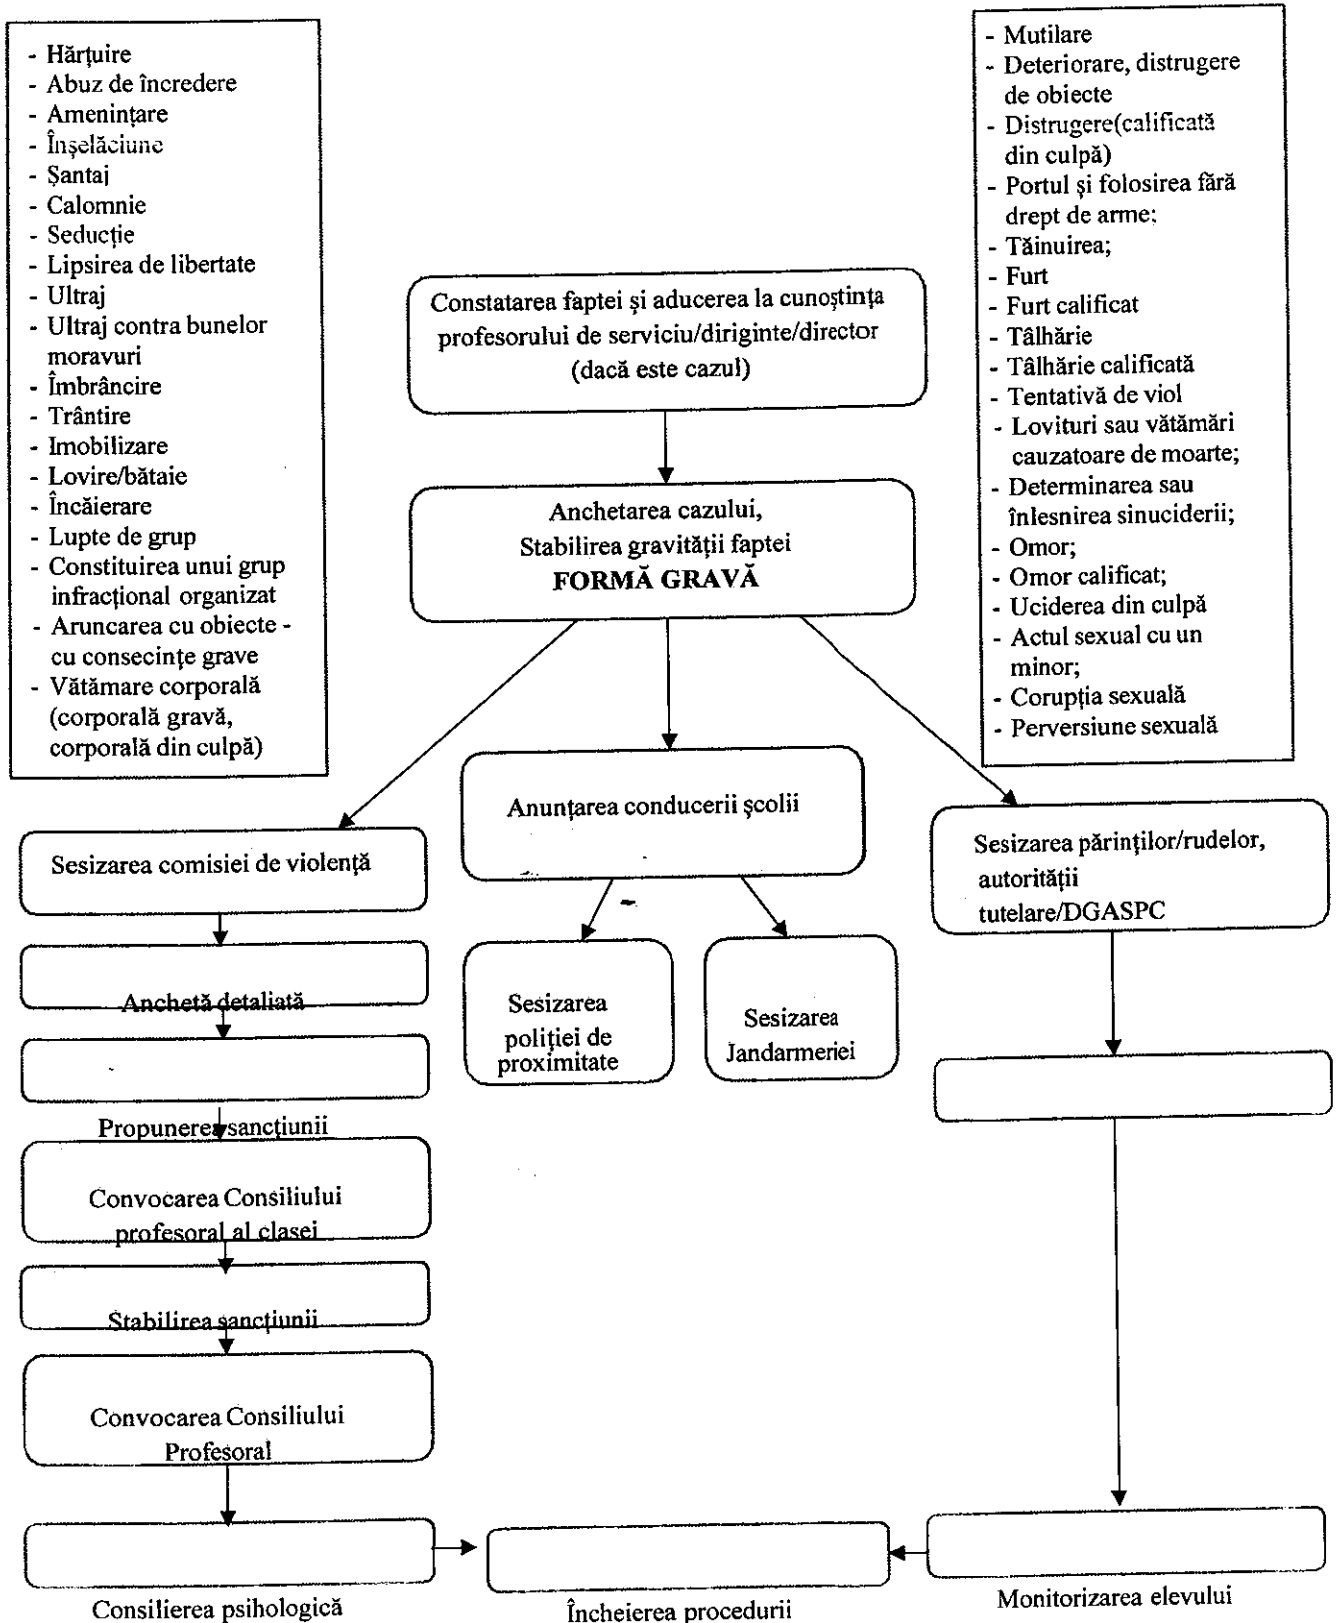 - Hărțuire
- Abuz de încredere
- Amenințare
- Înșelăciune
- Șantaj
- Calomnie
- Seducție
- Lipsirea de libertate
- Ultraj
- Ultraj contra bunelor
moravuri
- Îmbrâncire
- Trântire
- Imobilizare
- Lovire/bătaie
- Încăierare
- Lupte de grup
- Constituirea unui grup
infracțional organizat
- Aruncarea cu obiecte -
cu consecințe grave
- Vătămare corporală
(corporală gravă,
corporală din culpă)
Constatarea faptei și aducerea la cunoștința
profesorului de serviciu/diriginte/director
(dacă este cazul)
Anchetarea cazului,
Stabilirea gravității faptei
FORMĂ GRAVĂ
- Mutilare
- Deteriorare, distrugere
de obiecte
- Distrugere(calificată
din culpă)
- Portul și folosirea fără
drept de arme;
- Tăinuirea;
- Furt
- Furt calificat
- Tâlhărie
- Tâlhărie calificată
- Tentativă de viol
- Lovituri sau vătămări
cauzatoare de moarte;
- Determinarea sau
înlesnirea sinuciderii;
- Omor;
- Omor calificat;
- Uciderea din culpă
- Actul sexual cu un
minor;
- Corupția sexuală
- Perversiune sexuală
Sesizarea comisiei de violență
Anchetă detaliată
Propunerea sancțiunii
Convocarea Consiliului
profesoral al clasei
Stabilirea sancțiunii
Convocarea Consiliului
Profesoral
Consilierea psihologică
Anunțarea conducerii școlii
Sesizarea
poliției de
proximitate
Sesizarea
Jandarmeriei
Sesizarea părinților/rudelor,
autorității
tutelare/DGASPC
Monitorizarea elevului
Încheierea procedurii